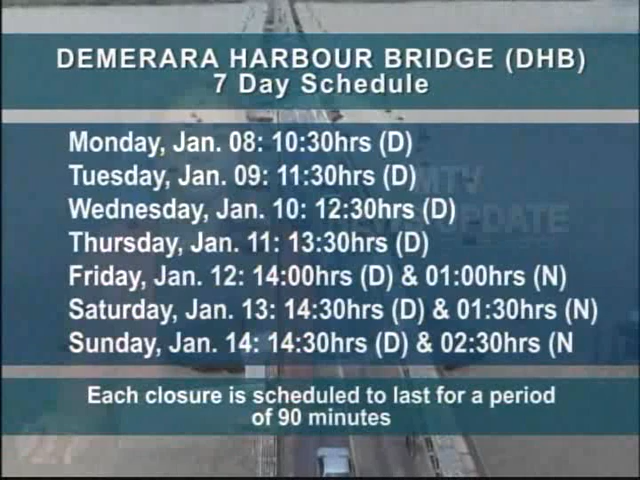 DEMERARA HARBOUR BRIDGE (DHB)
7 Day Schedule
Monday, Jan. 08: 10:30hrs (D)
Tuesday, Jan. 09: 11:30hrs (D)
MTV
Wednesday, Jan. 10: 12:30hrs (D)
UPDATE
Thursday, Jan. 11: 13:30hrs (D)
Friday, Jan. 12: 14:00hrs (D) & 01:00hrs (N)
Saturday, Jan. 13: 14:30hrs (D) & 01:30hrs (N)
Sunday, Jan. 14: 14:30hrs (D) & 02:30hrs (N
Each closure is scheduled to last for a period
of 90 minutes